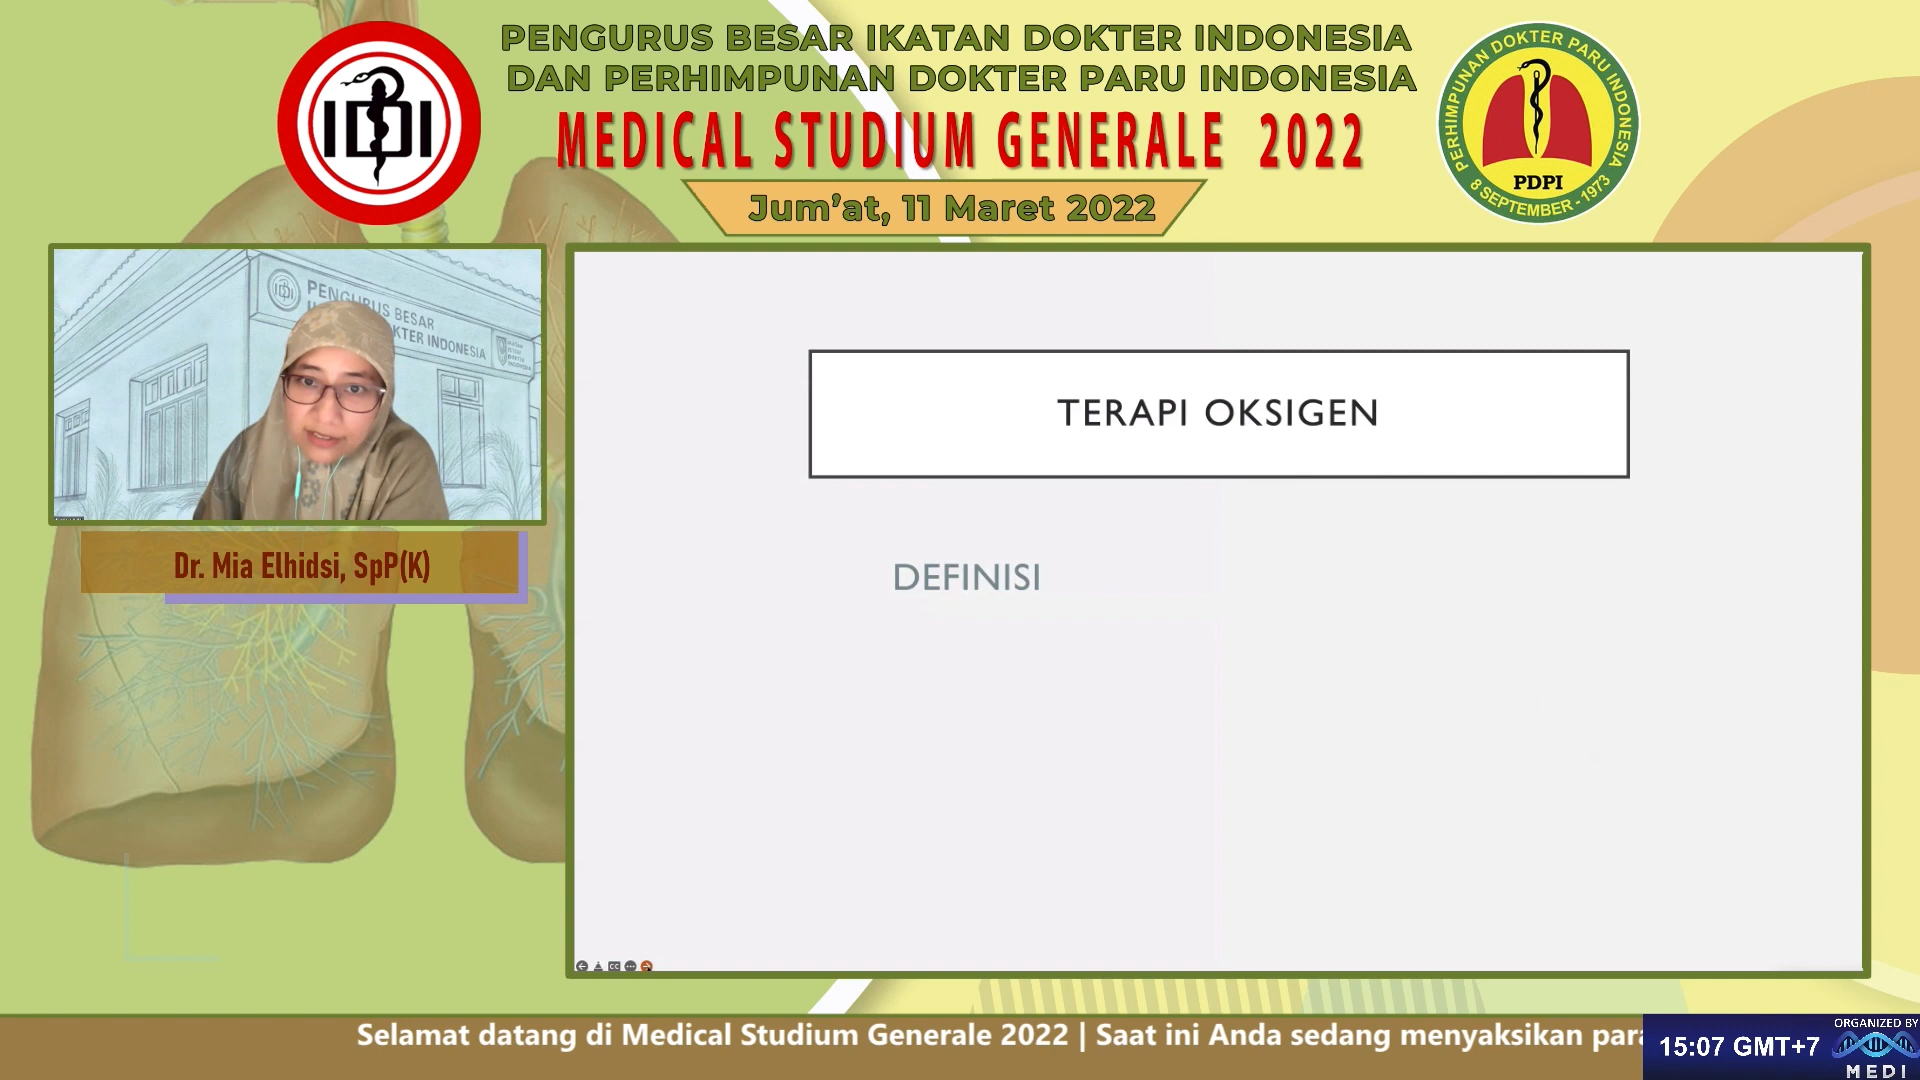 PENGURUS BESAR IKATAN DOKTER INDONESIA
DAN PERHIMPUNAN DOKTER PARU INDONESIA
MEDICAL STUDIUM GENERALE 2022
Jum'at, 11 Maret 2022
IDI
PERHIMPUNAN DOKTER PARU INDONESIA
PDPI
8 SEPTEMBER - 1973
PENGURUS BESAR
KTER INDONESIA
Dr. Mia Elhidsi, SpP(K)
TERAPI OKSIGEN
DEFINISI
Selamat datang di Medical Studium Generale 2022 | Saat ini Anda sedang menyaksikan para
15:07 GMT+7
ORGANIZED BY
MEDI